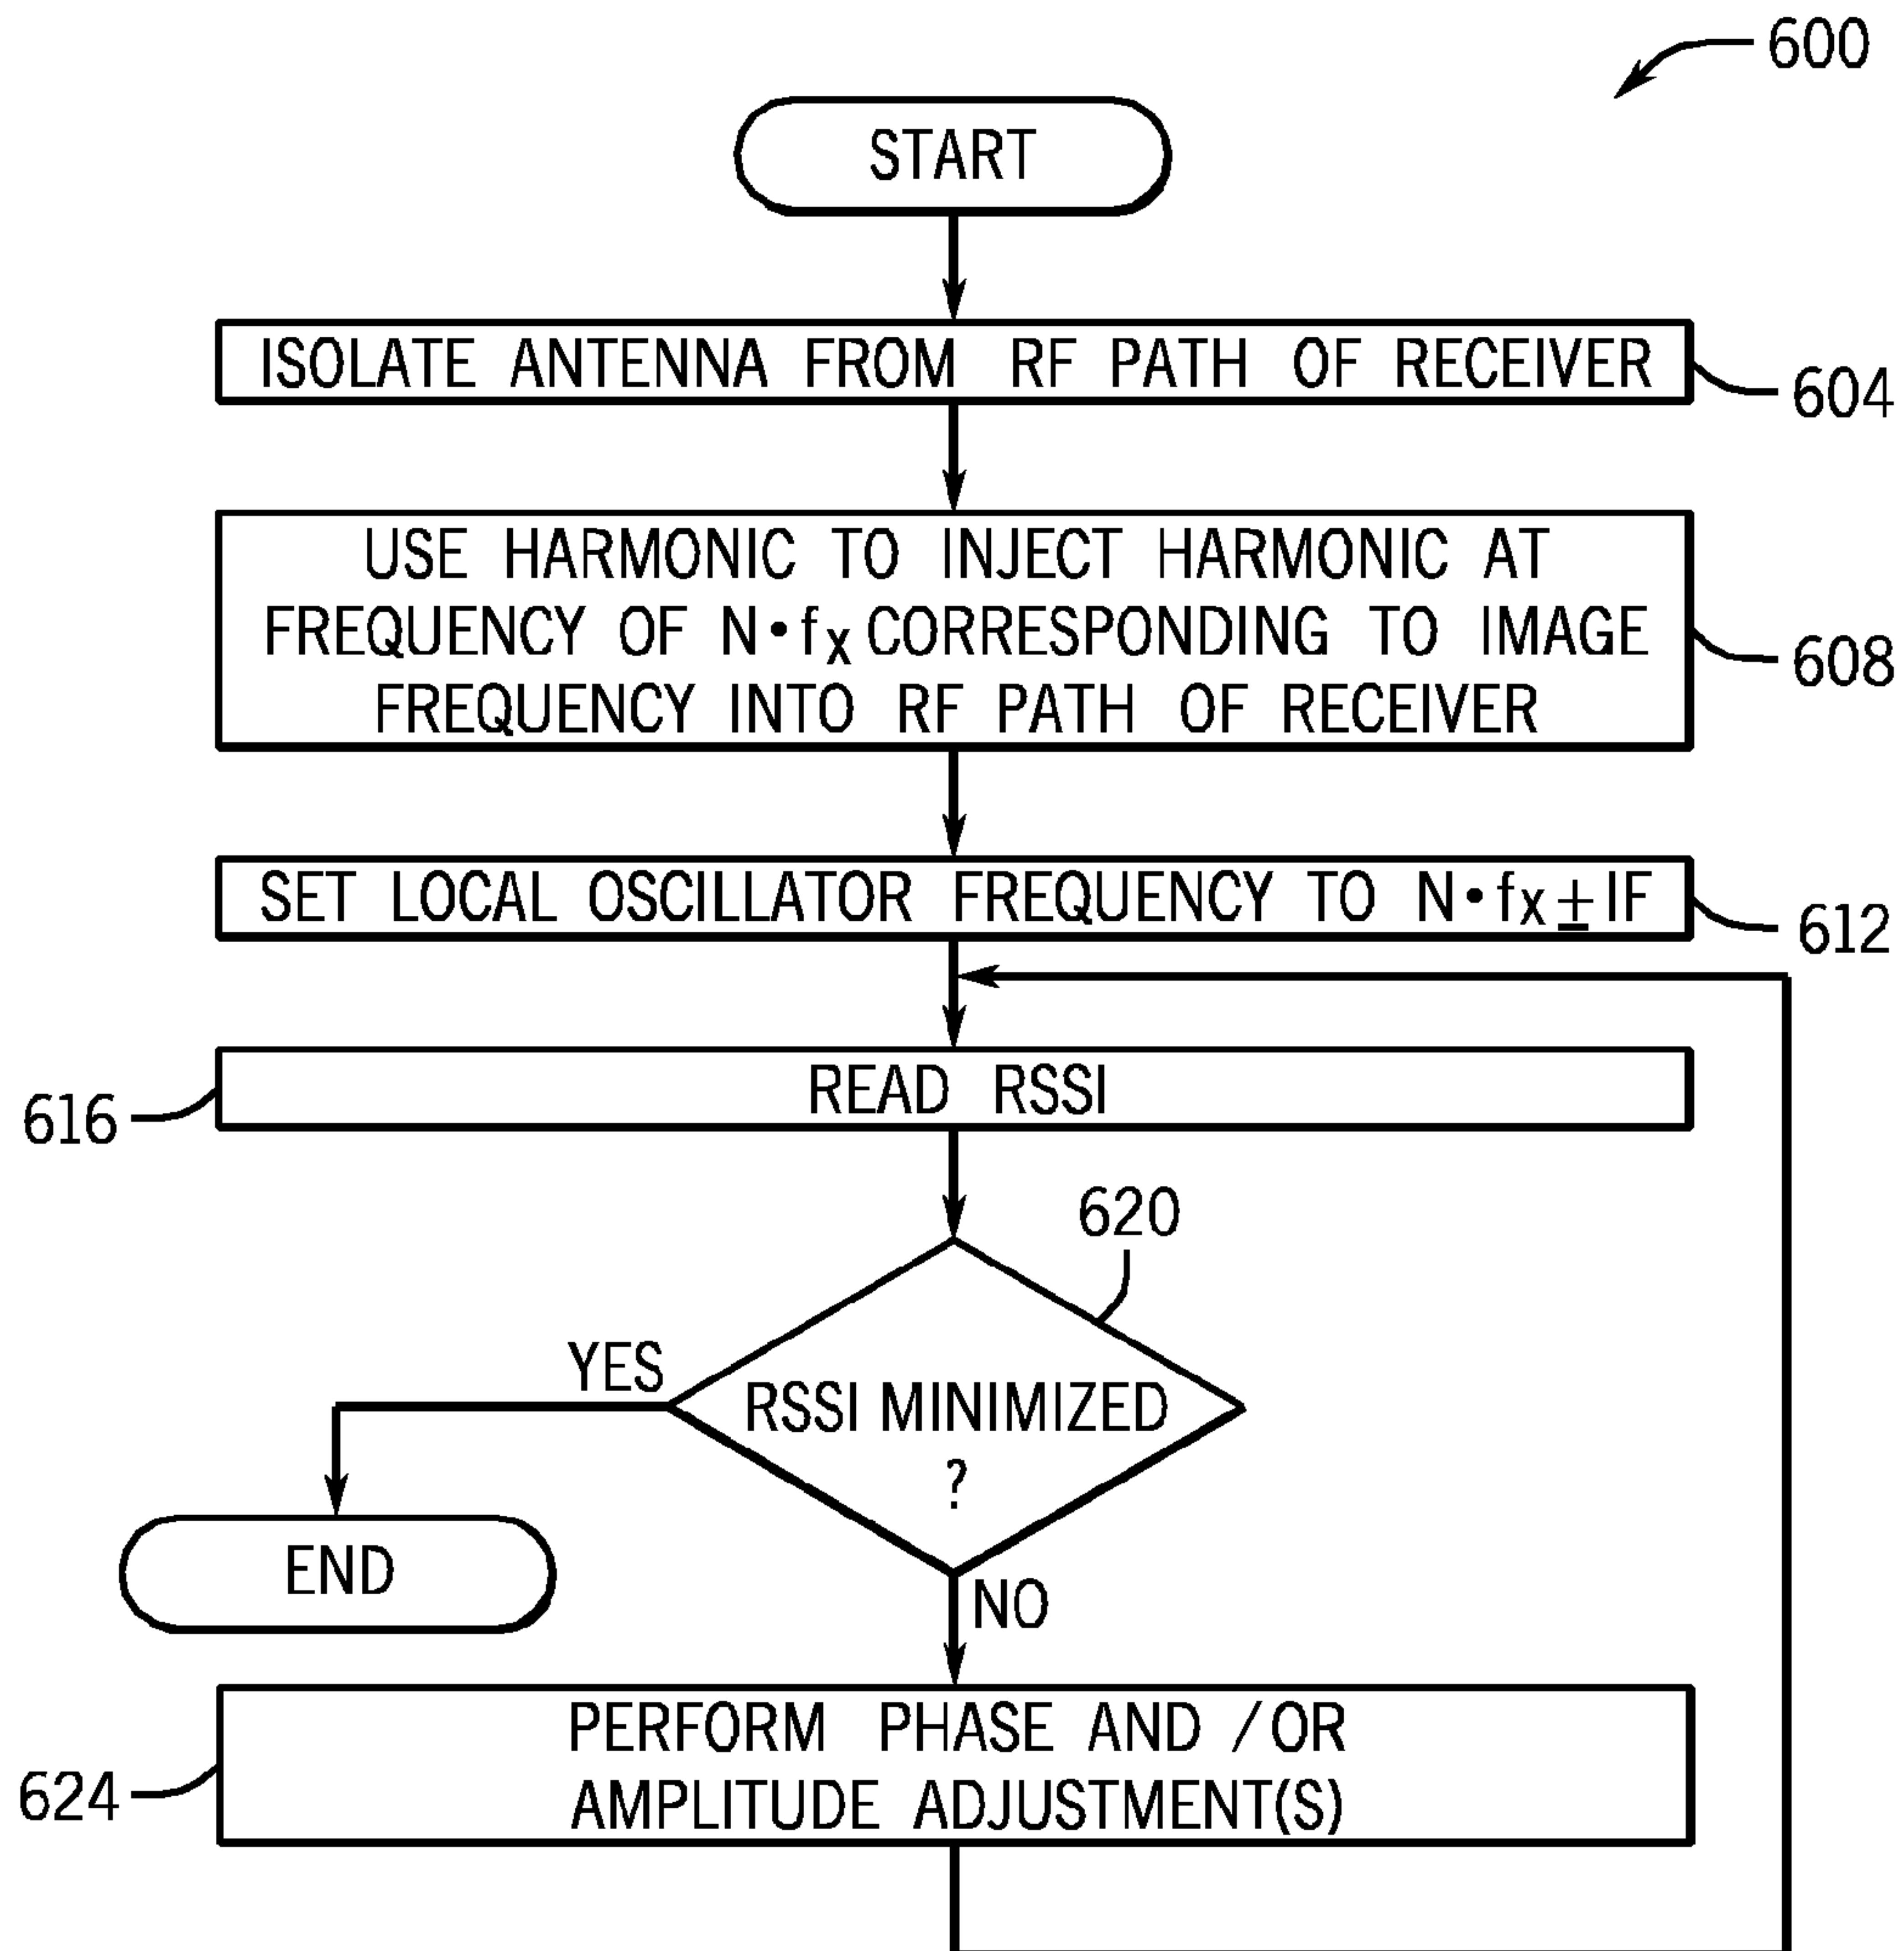 600
START
ISOLATE ANTENNA FROM RF PATH OF RECEIVER
604
USE HARMONIC TO INJECT HARMONIC AT
FREQUENCY OF N•fX CORRESPONDING TO IMAGE
FREQUENCY INTO RF PATH OF RECEIVER
608
SET LOCAL OSCILLATOR FREQUENCY TO N•fX ± IF
612
READ RSSI
616
620
YES
RSSI MINIMIZED
?
END
NO
PERFORM PHASE AND /OR
AMPLITUDE ADJUSTMENT(S)
624